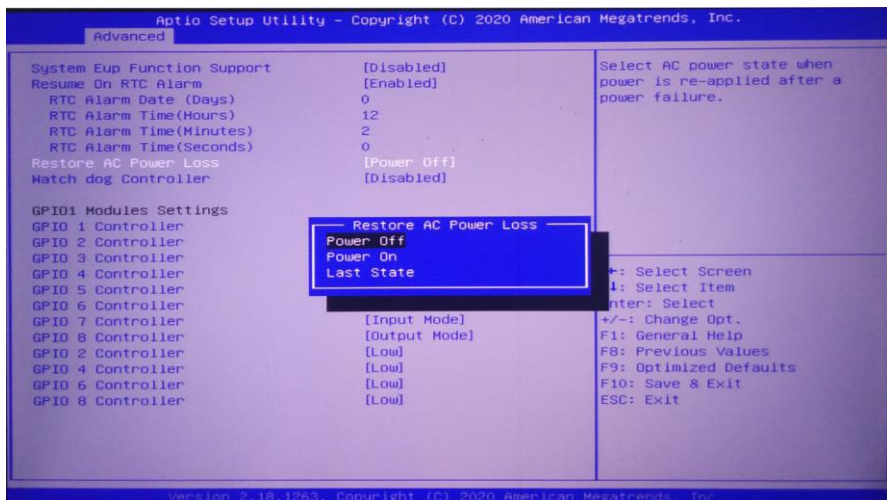 Aptio Setup Utility – Copyright (C) 2020 American Megatrends, Inc.
Advanced
System Eup Function Support [Disabled]
Resume On RTC Alarm [Enabled]
RTC Alarm Date (Days) 0
RTC Alarm Time(Hours) 12
RTC Alarm Time(Minutes) 2
RTC Alarm Time(Seconds) 0
Restore AC Power Loss [Power Off]
Watch dog Controller [Disabled]
GPIO1 Modules Settings
GPIO 1 Controller
GPIO 2 Controller
GPIO 3 Controller
GPIO 4 Controller
GPIO 5 Controller
GPIO 6 Controller
GPIO 7 Controller [Input Mode]
GPIO 8 Controller [Output Mode]
GPIO 2 Controller [Low]
GPIO 4 Controller [Low]
GPIO 6 Controller [Low]
GPIO 8 Controller [Low]
Restore AC Power Loss
Power Off
Power On
Last State
Select AC power state when
power is re-applied after a
power failure.
: Select Screen
: Select Item
nter: Select
+/-: Change Opt.
F1: General Help
F8: Previous Values
F9: Optimized Defaults
F10: Save & Exit
ESC: Exit
Version 2.18.1263. Copyright (C) 2020 American Megatrends, Inc.